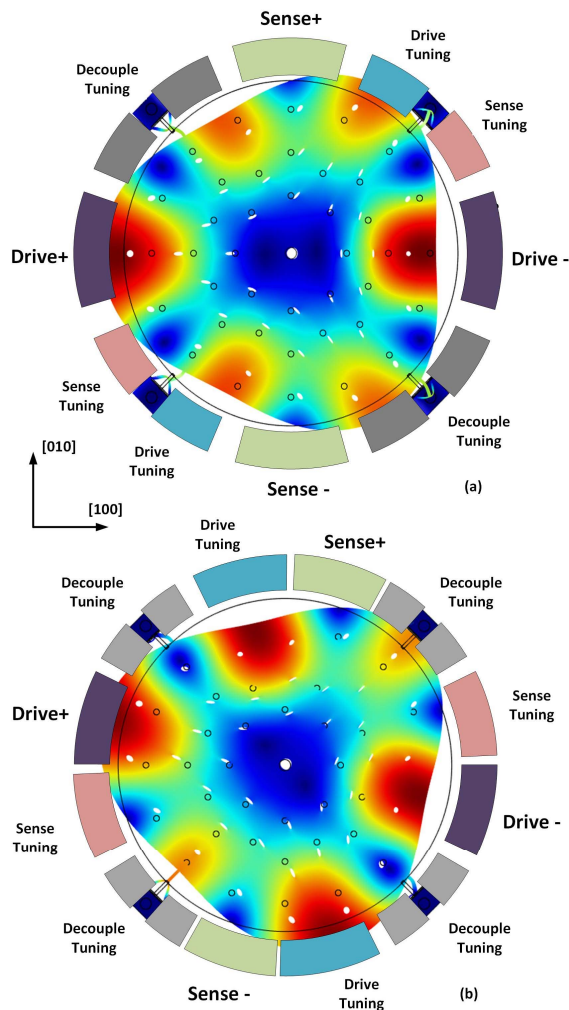 Sense+
Drive
Tuning
Decouple
Tuning
Sense
Tuning
Drive+
Drive -
Sense
Tuning
Decouple
Tuning
Drive
Tuning
Sense -
(a)
[010]
[100]
Drive
Tuning
Sense+
Decouple
Tuning
Decouple
Tuning
Drive+
Sense
Tuning
Sense
Tuning
Drive -
Decouple
Tuning
Decouple
Tuning
Sense -
Drive
Tuning
(b)